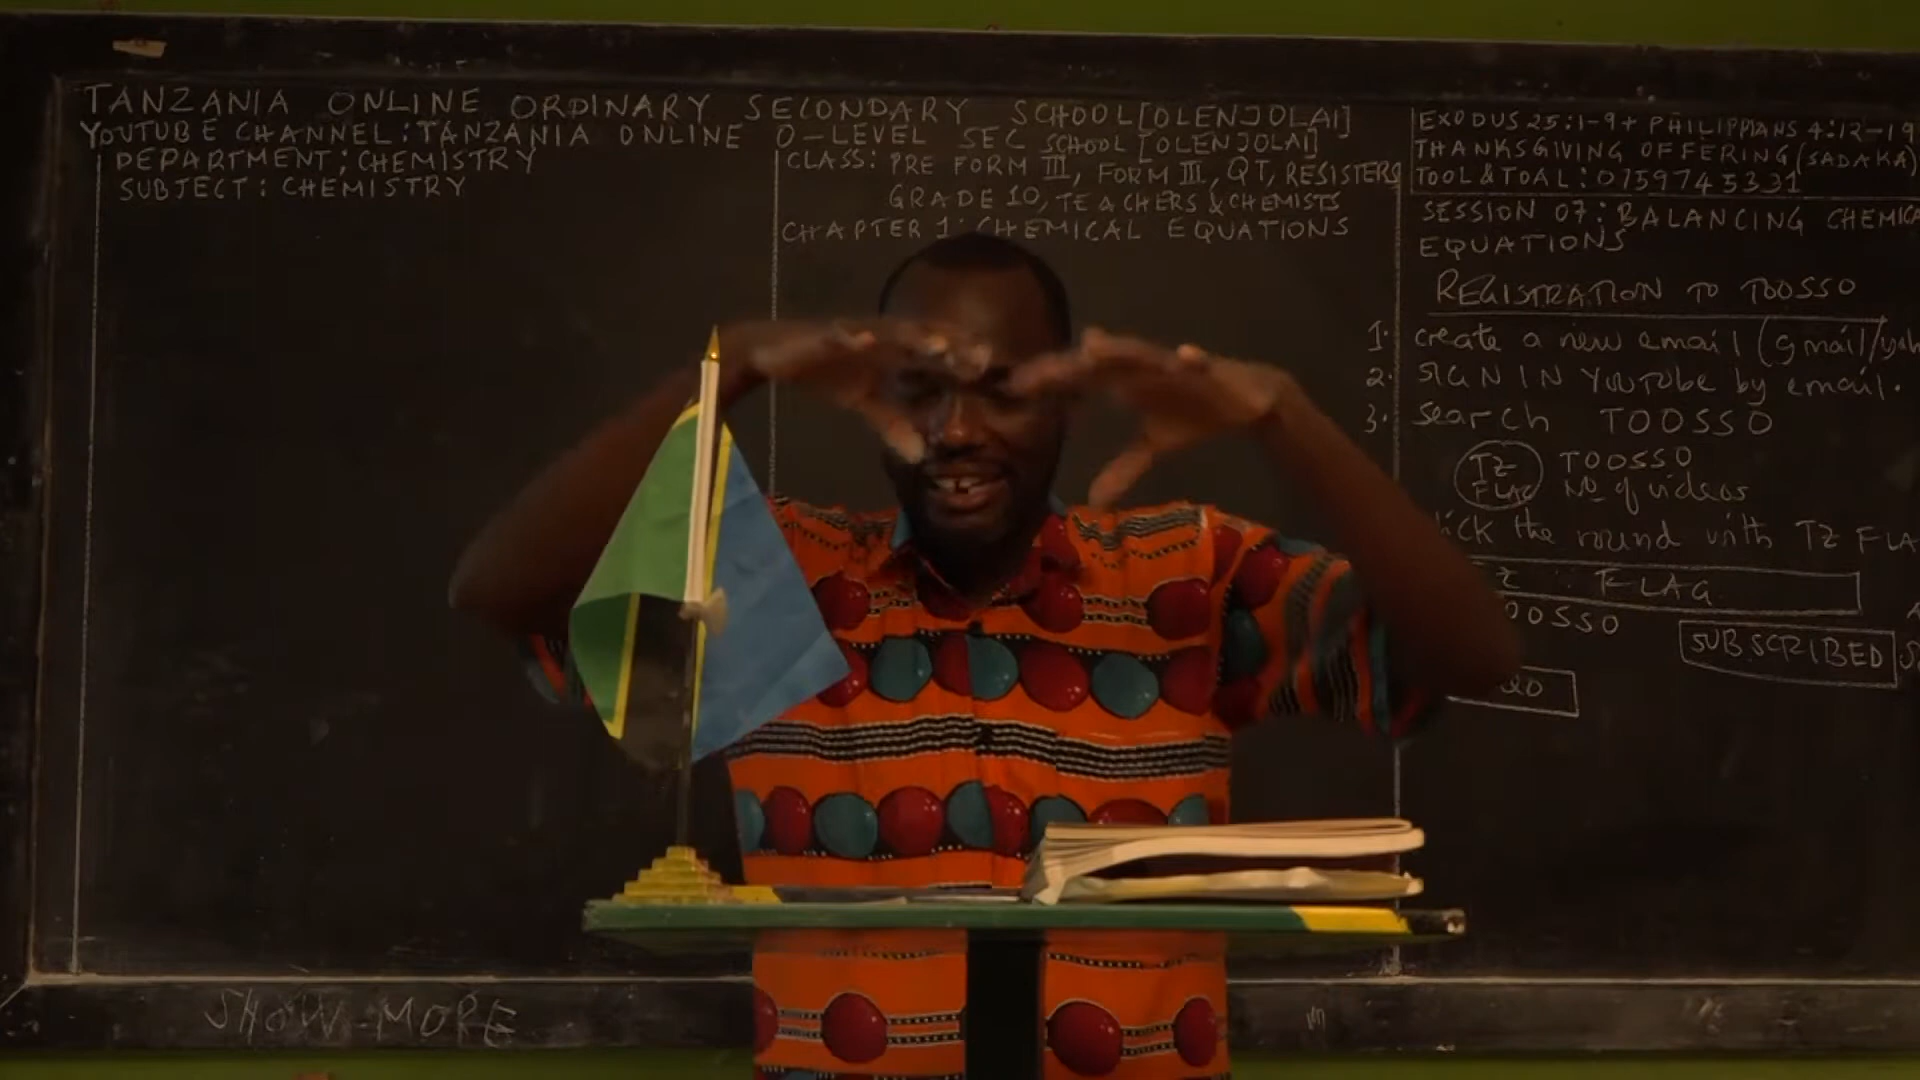 TANZANIA ONLINE ORDINARY SECONDARY SCHOOL[OLENJOLAI]
YOUTUBE CHANNEL: TANZANIA ONLINE O-LEVEL SEC SCHOOL [OLENJOLAI]
DEPARTMENT: CHEMISTRY
SUBJECT: CHEMISTRY
CLASS: PRE FORM III, FORM III, QT, RESISTERS
GRADE 10, TEACHERS & CHEMISTS
CHAPTER 1: CHEMICAL EQUATIONS
EXODUS 25:1-9 + PHILIPPIANS 4:12-19
THANKSGIVING OFFERING (SADAKA)
TOOL & TOAL: 0759745331
SESSION 07: BALANCING CHEMICA
EQUATIONS
REGISTRATION TO TOOSSO
1. create a new email (gmail/yah
2. SIGN IN YOUTUBE by email.
3. search TOOSSO
TZ FLAG
TOOSSO
No of videos
lick the round with TZ FLA
FLAG
OOSSO
SUBSCRIBED
SHOW MORE